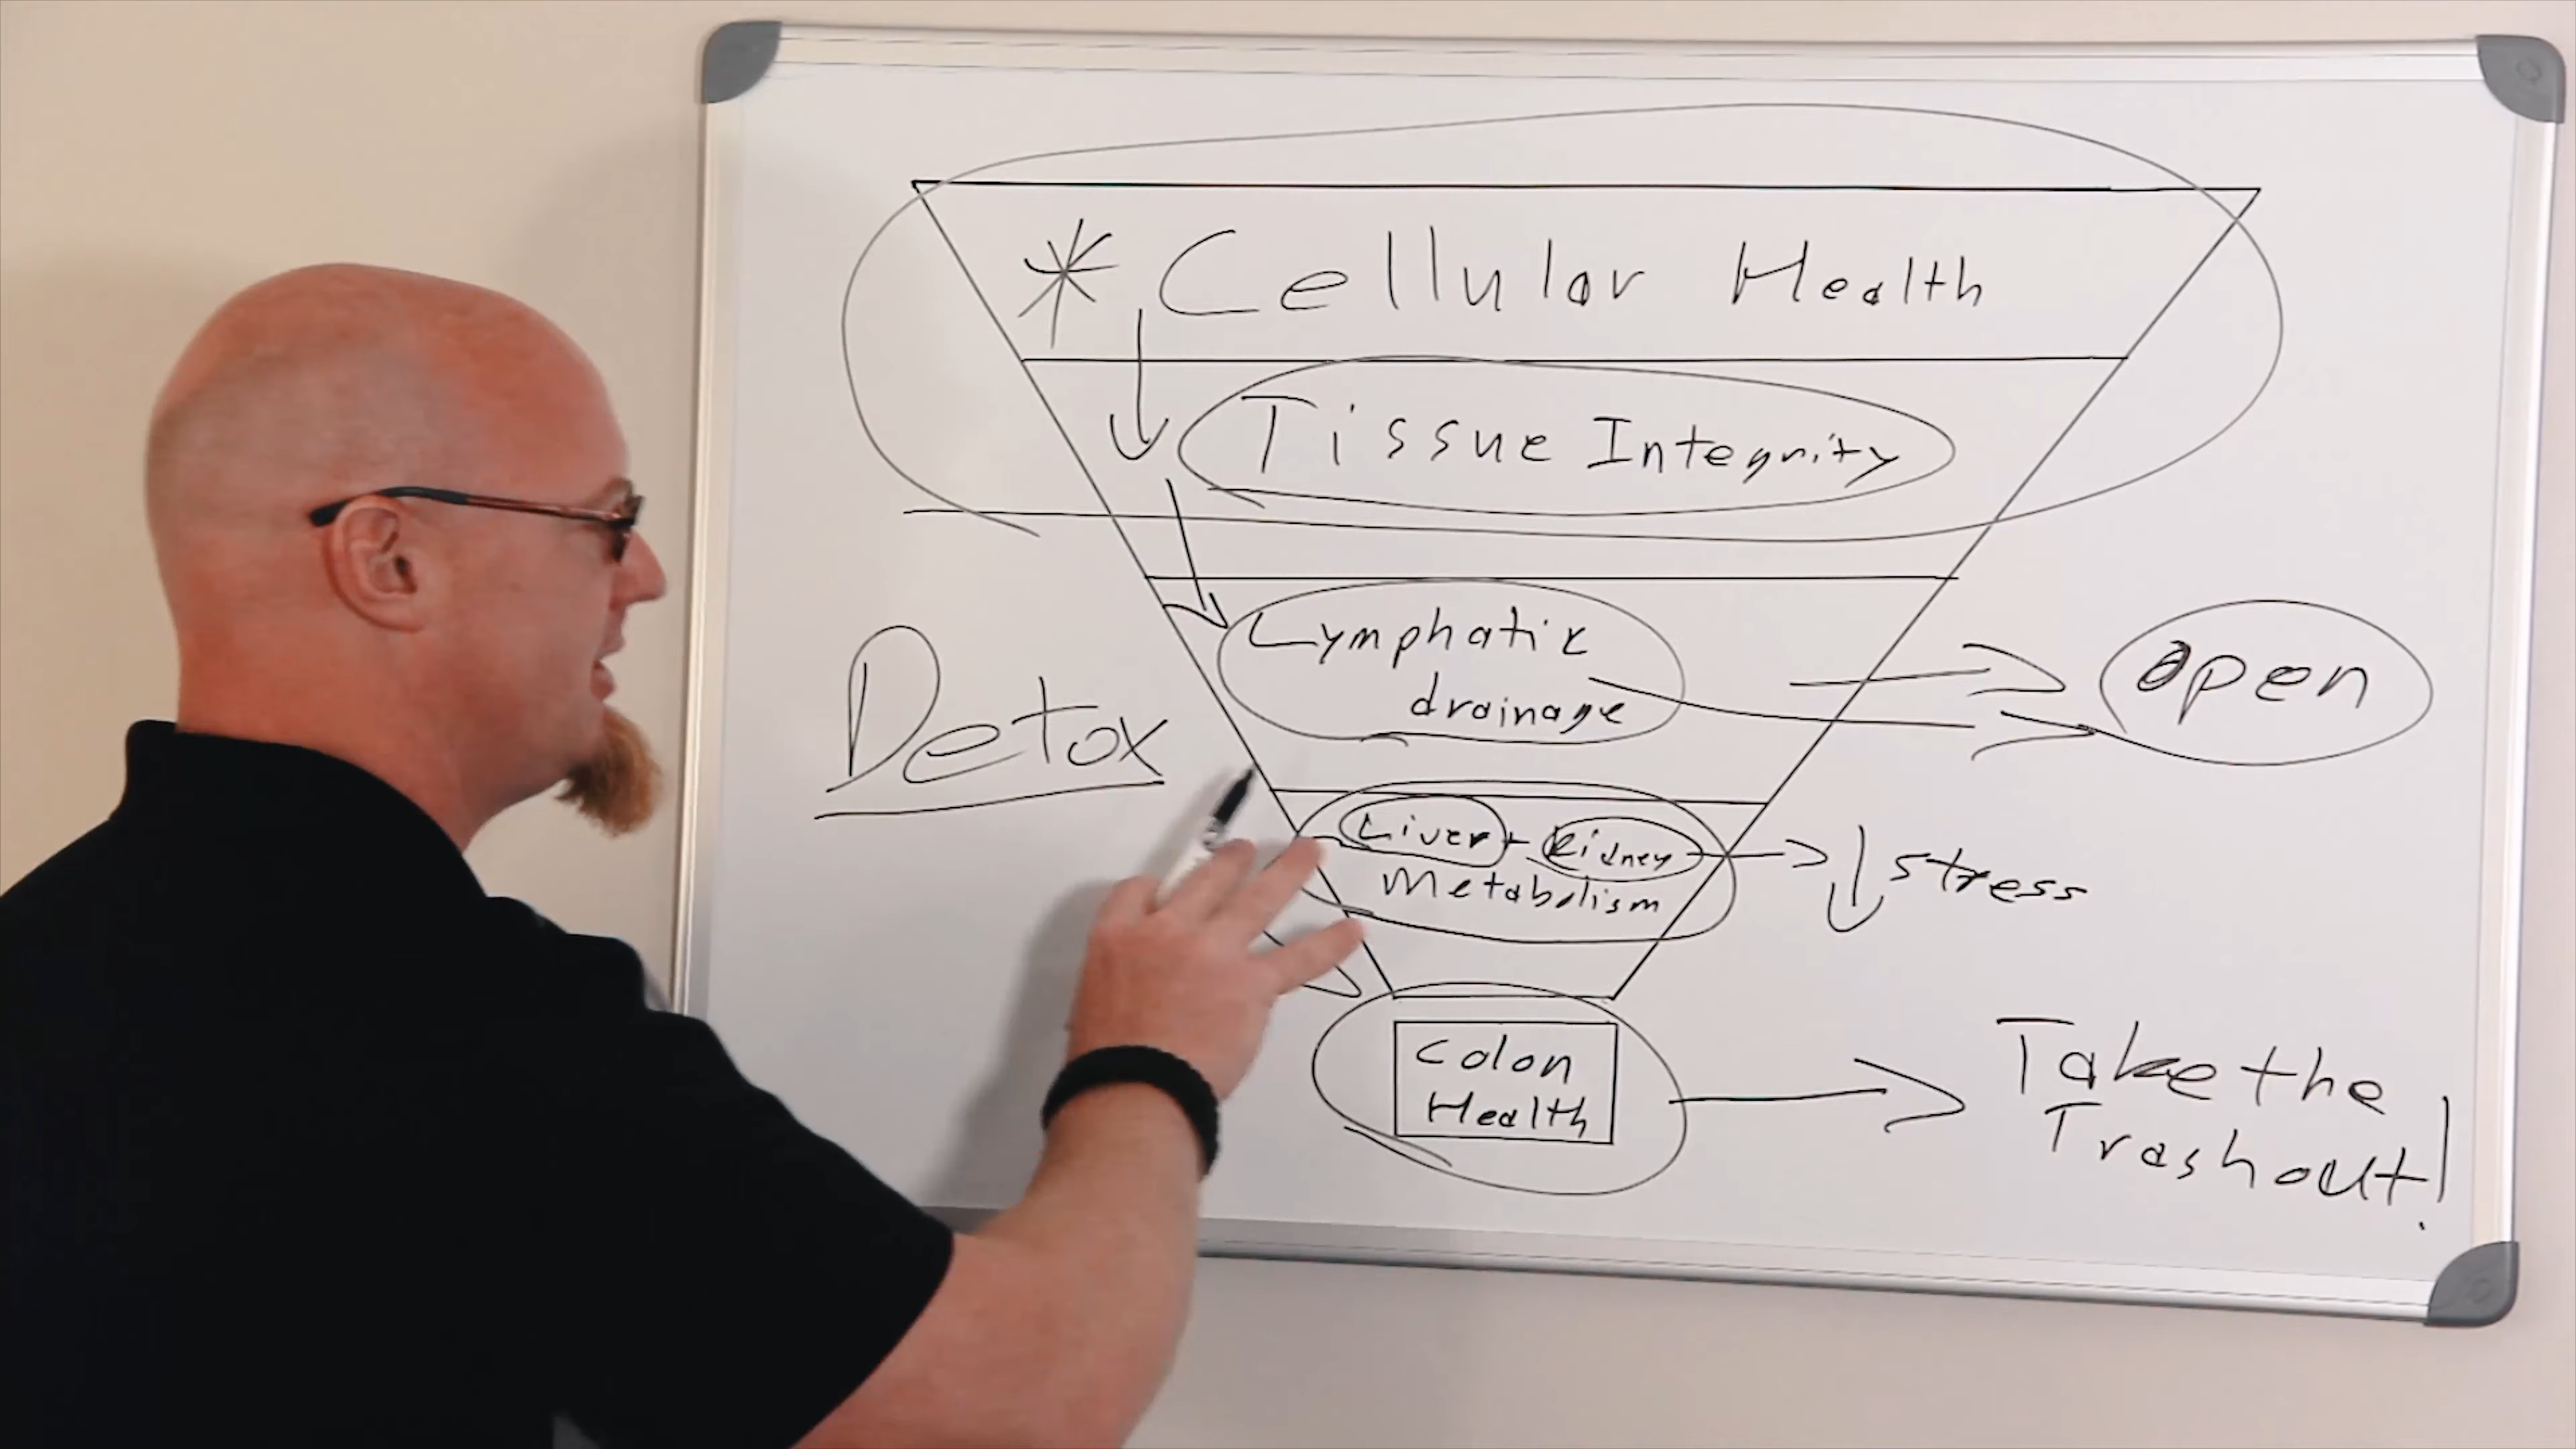 * Cellular Health
Tissue Integrity
Lymphatic
drainage
Open
Detox
Liver + Kidney
Metabolism
↓ stress
Colon
Health
Take the
Trash out!